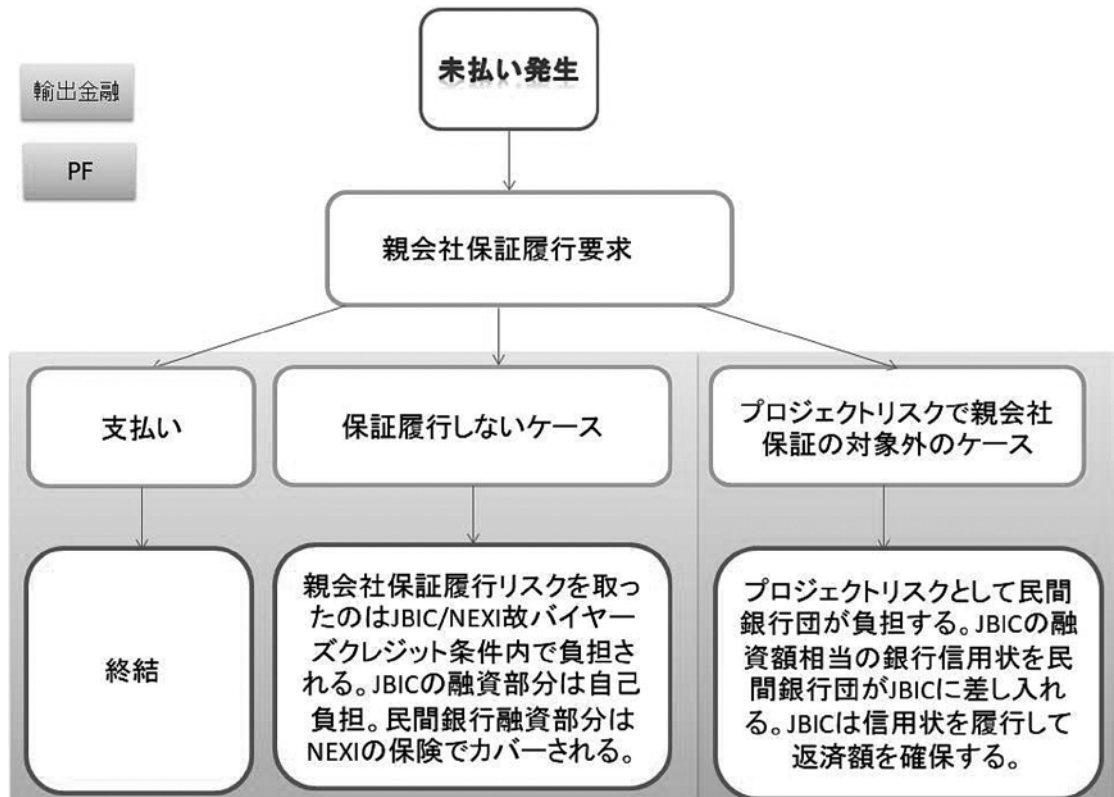 未払い発生
輸出金融
PF
親会社保証履行要求
支払い
保証履行しないケース
プロジェクトリスクで親会社
保証の対象外のケース
終結
親会社保証履行リスクを取っ
たのはJBIC/NEXI故バイヤー
ズクレジット条件内で負担さ
れる。JBICの融資部分は自己
負担。民間銀行融資部分は
NEXIの保険でカバーされる。
プロジェクトリスクとして民間
銀行団が負担する。JBICの融
資額相当の銀行信用状を民
間銀行団がJBICに差し入れ
る。JBICは信用状を履行して
返済額を確保する。